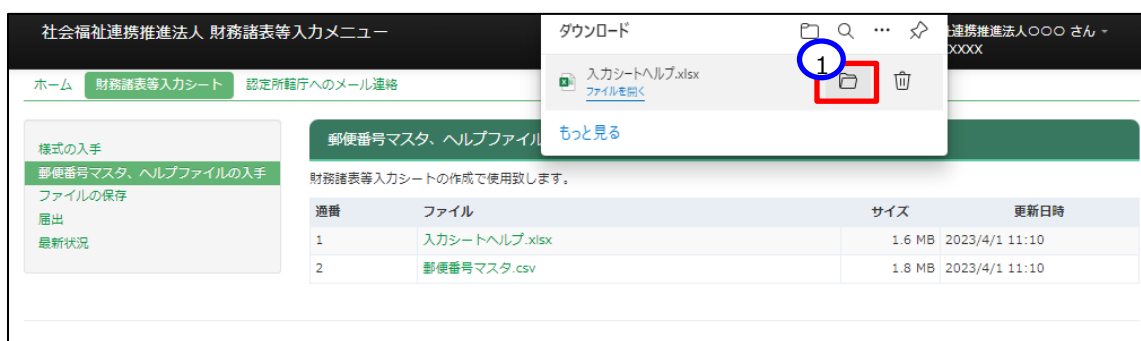 社会福祉連携推進法人 財務諸表等入力メニュー
連携推進法人○○○ さん
XXXX
ダウンロード
入力シートヘルプ.xlsx
ファイルを開く
もっと見る
1
ホーム 財務諸表等入力シート 認定所轄庁へのメール連絡
様式の入手
郵便番号マスタ、ヘルプファイルの入手
ファイルの保存
届出
最新状況
郵便番号マスタ、ヘルプファイル
財務諸表等入力シートの作成で使用致します。
通番 ファイル サイズ 更新日時
1 入力シートヘルプ.xlsx 1.6 MB 2023/4/1 11:10
2 郵便番号マスタ.csv 1.8 MB 2023/4/1 11:10